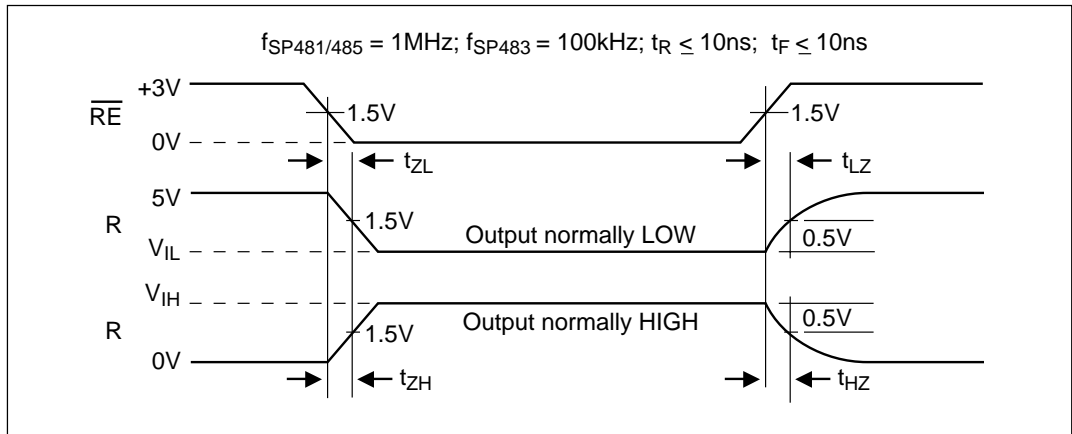 fSP481/485 = 1MHz; fSP483 = 100kHz; tR ≤ 10ns; tF ≤ 10ns
+3V
RE
1.5V
1.5V
0V
tZL
tLZ
5V
R
1.5V
Output normally LOW
0.5V
VIL
VIH
R
1.5V
Output normally HIGH
0.5V
0V
tZH
tHZ